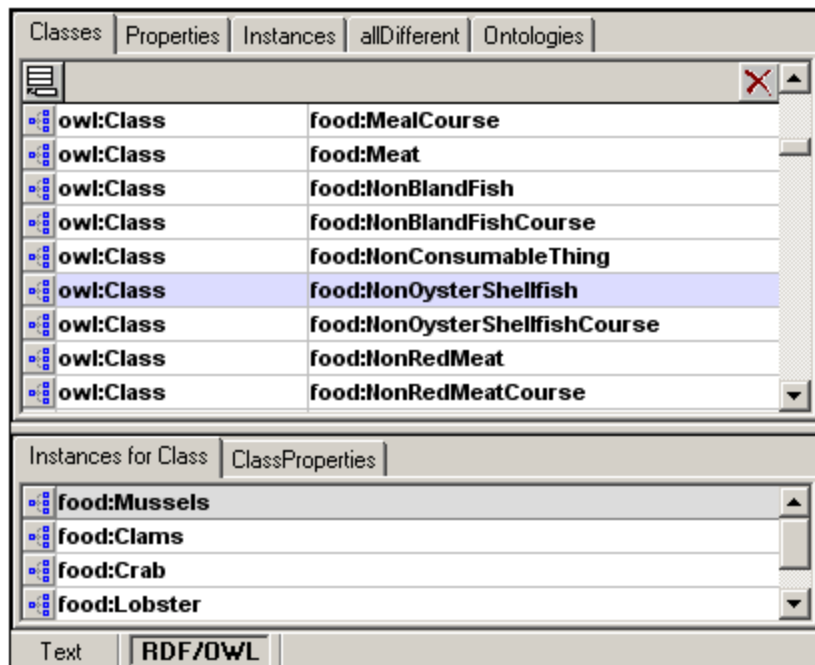 Classes Properties Instances allDifferent Ontologies
owl:Class food:MealCourse
owl:Class food:Meat
owl:Class food:NonBlandFish
owl:Class food:NonBlandFishCourse
owl:Class food:NonConsumableThing
owl:Class food:NonOysterShellfish
owl:Class food:NonOysterShellfishCourse
owl:Class food:NonRedMeat
owl:Class food:NonRedMeatCourse
Instances for Class ClassProperties
food:Mussels
food:Clams
food:Crab
food:Lobster
Text RDF/OWL